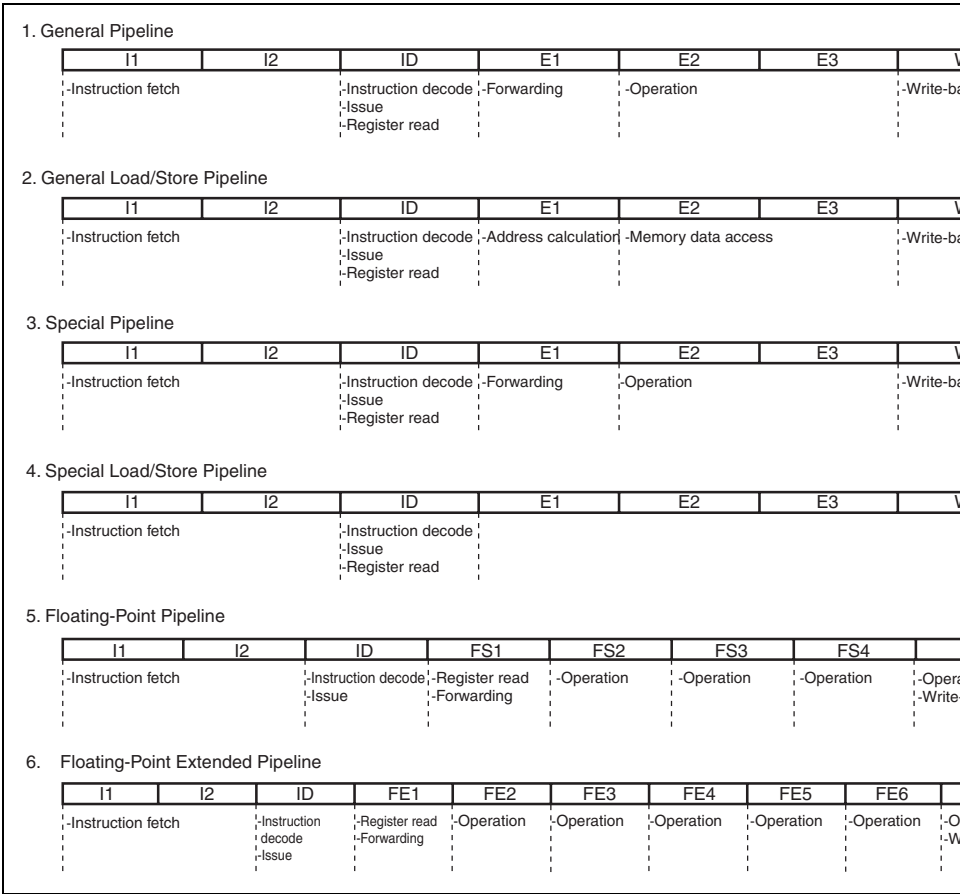 1. General Pipeline
I1 I2 ID E1 E2 E3
-Instruction fetch -Instruction decode -Forwarding -Operation
-Issue
-Register read
2. General Load/Store Pipeline
I1 I2 ID E1 E2 E3
-Instruction fetch -Instruction decode -Address calculation -Memory data access
-Issue
-Register read
3. Special Pipeline
I1 I2 ID E1 E2 E3
-Instruction fetch -Instruction decode -Forwarding -Operation
-Issue
-Register read
4. Special Load/Store Pipeline
I1 I2 ID E1 E2 E3
-Instruction fetch -Instruction decode
-Issue
-Register read
5. Floating-Point Pipeline
I1 I2 ID FS1 FS2 FS3 FS4
-Instruction fetch -Instruction decode -Register read -Operation -Operation -Operation
-Issue -Forwarding
6. Floating-Point Extended Pipeline
I1 I2 ID FE1 FE2 FE3 FE4 FE5 FE6
-Instruction fetch -Instruction -Register read -Operation -Operation -Operation -Operation -Operation
decode -Forwarding
-Issue